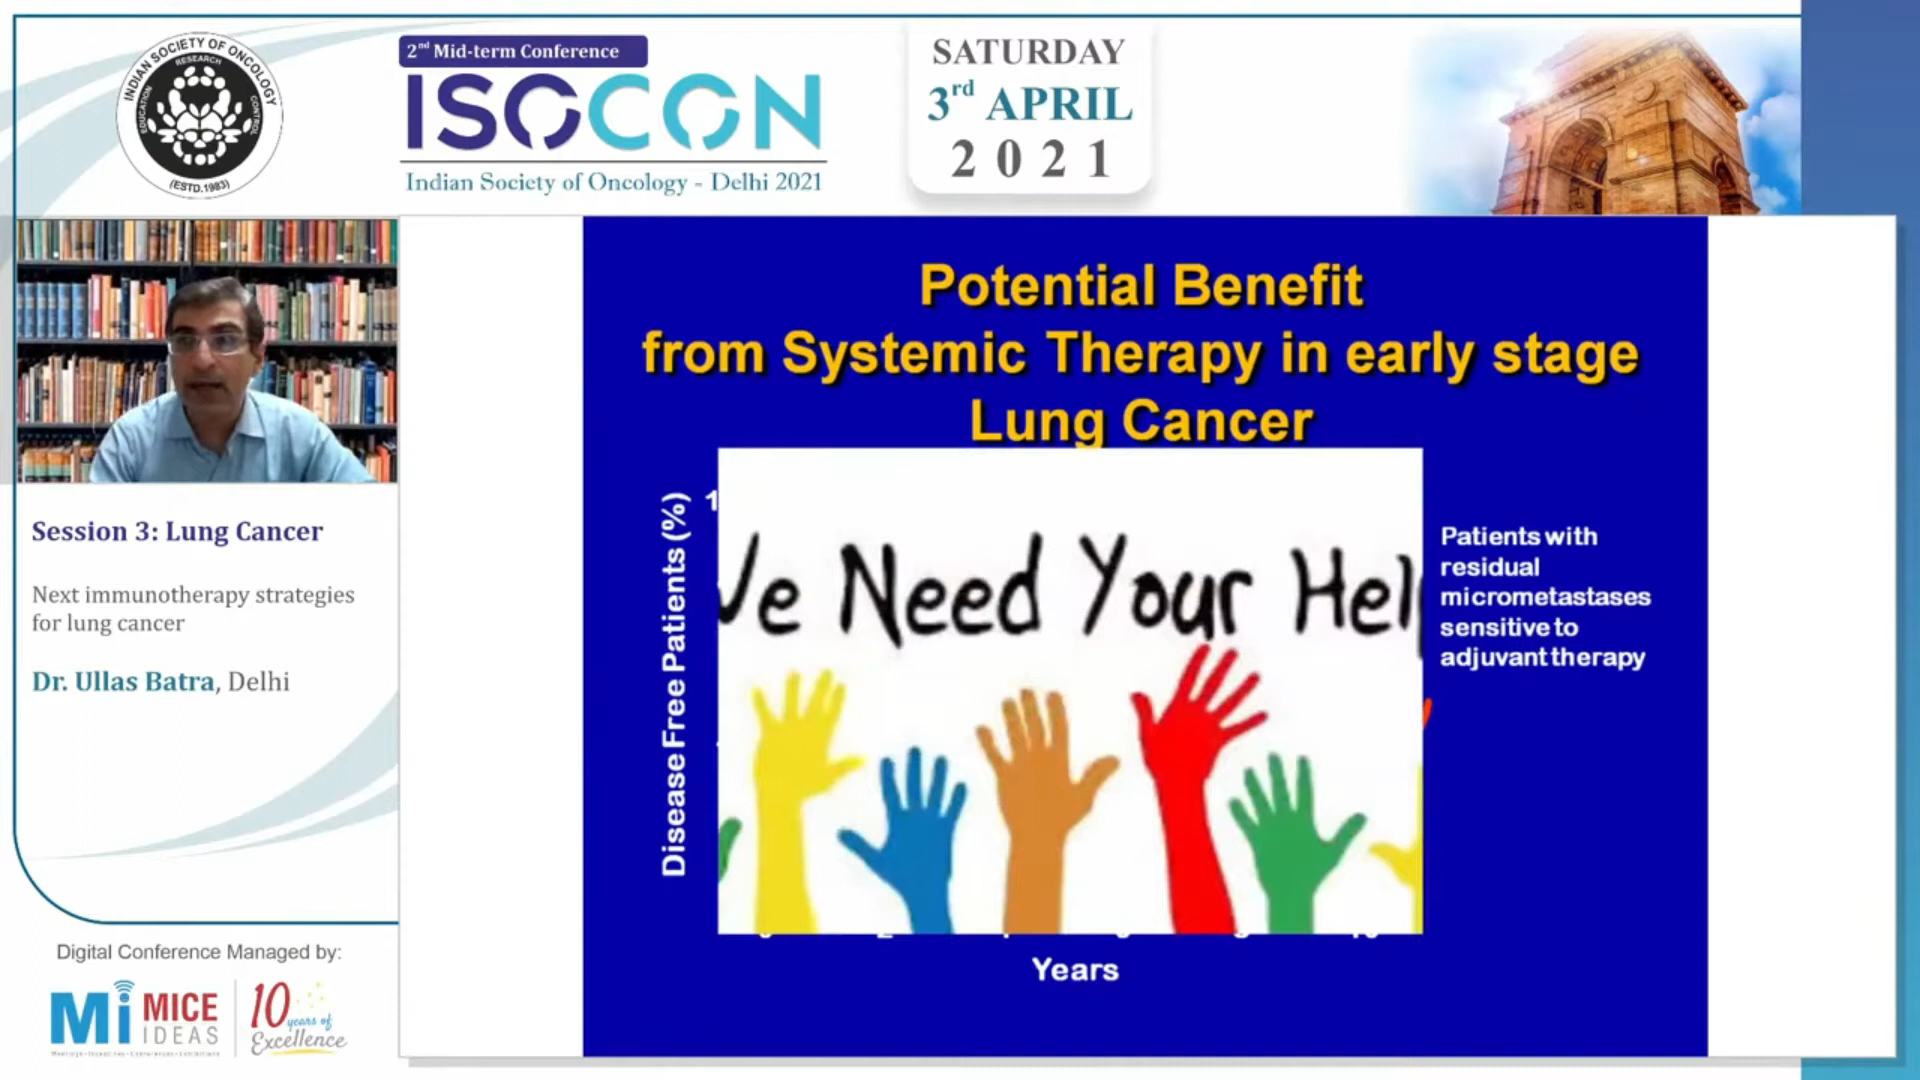 INDIAN SOCIETY OF ONCOLOGY
RESEARCH
EDUCATION
CONTROL
(ESTD.1983)
2nd Mid-term Conference
ISOCON
Indian Society of Oncology - Delhi 2021
SATURDAY
3rd APRIL
2021
Session 3: Lung Cancer
Next immunotherapy strategies
for lung cancer
Dr. Ullas Batra, Delhi
Digital Conference Managed by:
Mi MICE
IDEAS
10
years of
Excellence
Potential Benefit
from Systemic Therapy in early stage
Lung Cancer
Disease Free Patients (%)
1
We Need Your Help
Patients with
residual
micrometastases
sensitive to
adjuvant therapy
Years